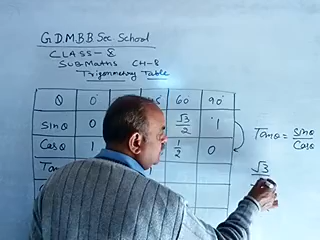 G.D.M.B.B. Sec. School
CLASS-8
SUB Maths CH-8
Trigonometry Table
θ 0 60 90
Sinθ 0 √3/2 1
Cosθ 1 1/2 0
Tanθ = Sinθ/Cosθ
√3